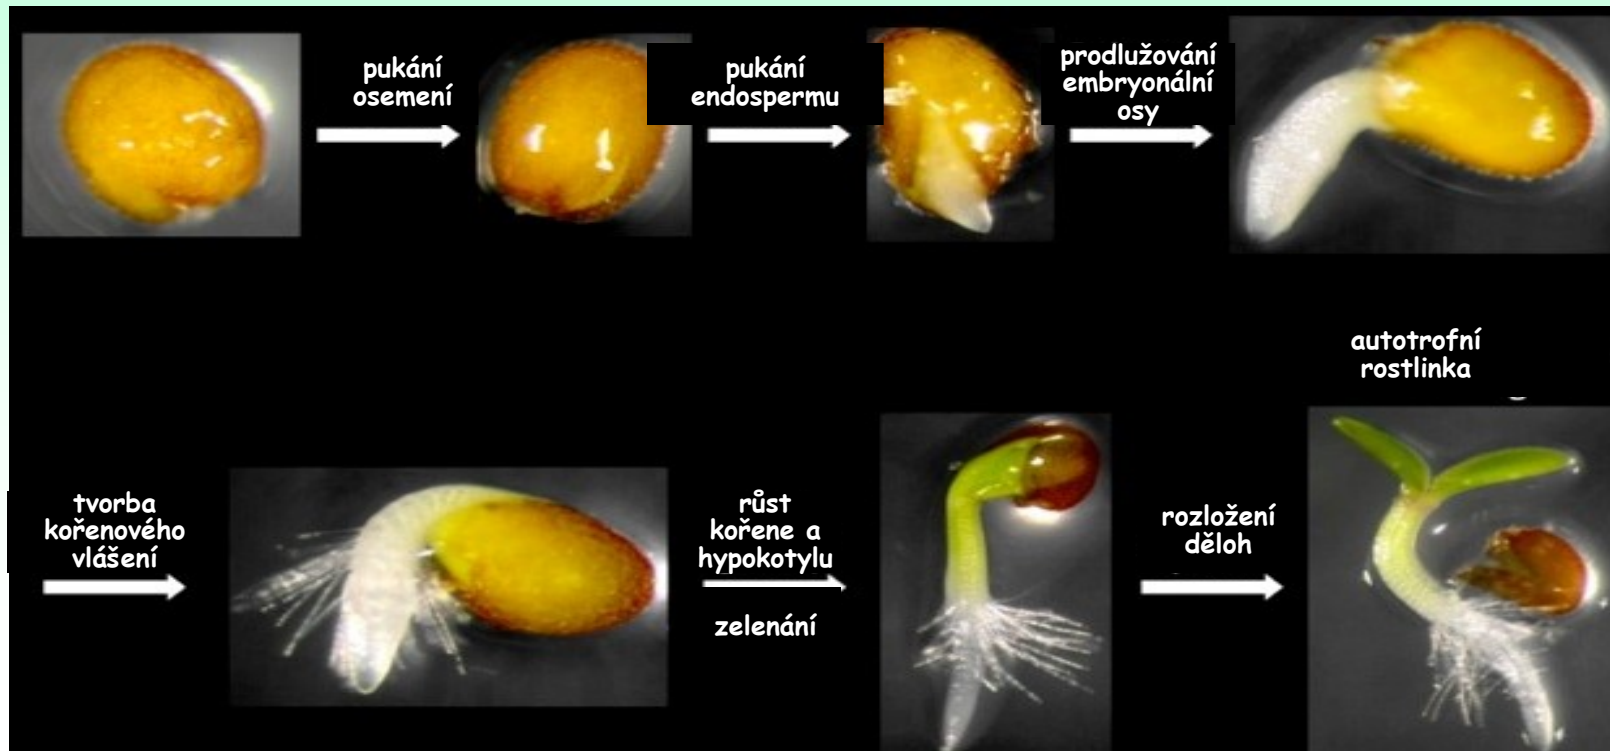 pukání
osemení
pukání
endospermu
prodlužování
embryonální
osy
autotrofní
rostlinka
tvorba
kořenového
vlášení
růst
kořene a
hypokotylu
zelenání
rozložení
děloh